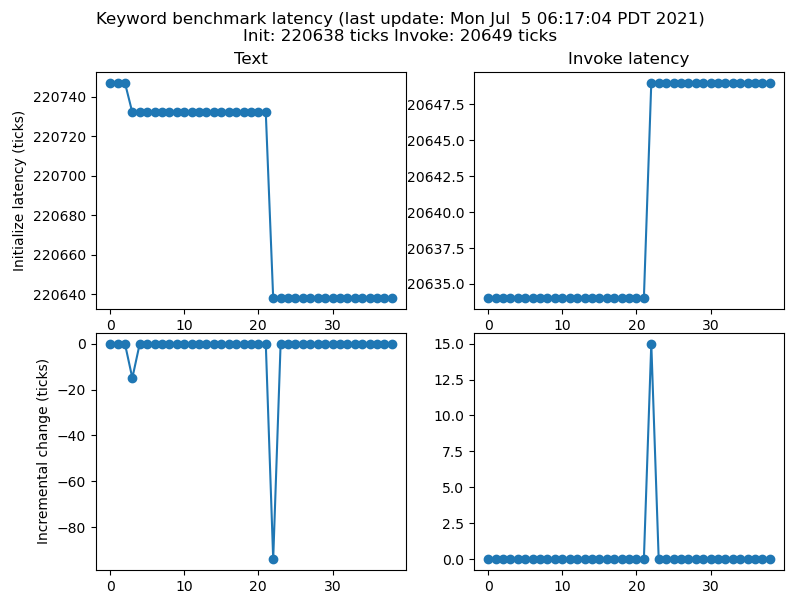 Keyword benchmark latency (last update: Mon Jul  5 06:17:04 PDT 2021)
Init: 220638 ticks Invoke: 20649 ticks
Text
Initialize latency (ticks)
220740
220720
220700
220680
220660
220640
0 10 20 30
Invoke latency
20647.5
20645.0
20642.5
20640.0
20637.5
20635.0
0 10 20 30
Incremental change (ticks)
0
−20
−40
−60
−80
0 10 20 30
15.0
12.5
10.0
7.5
5.0
2.5
0.0
0 10 20 30